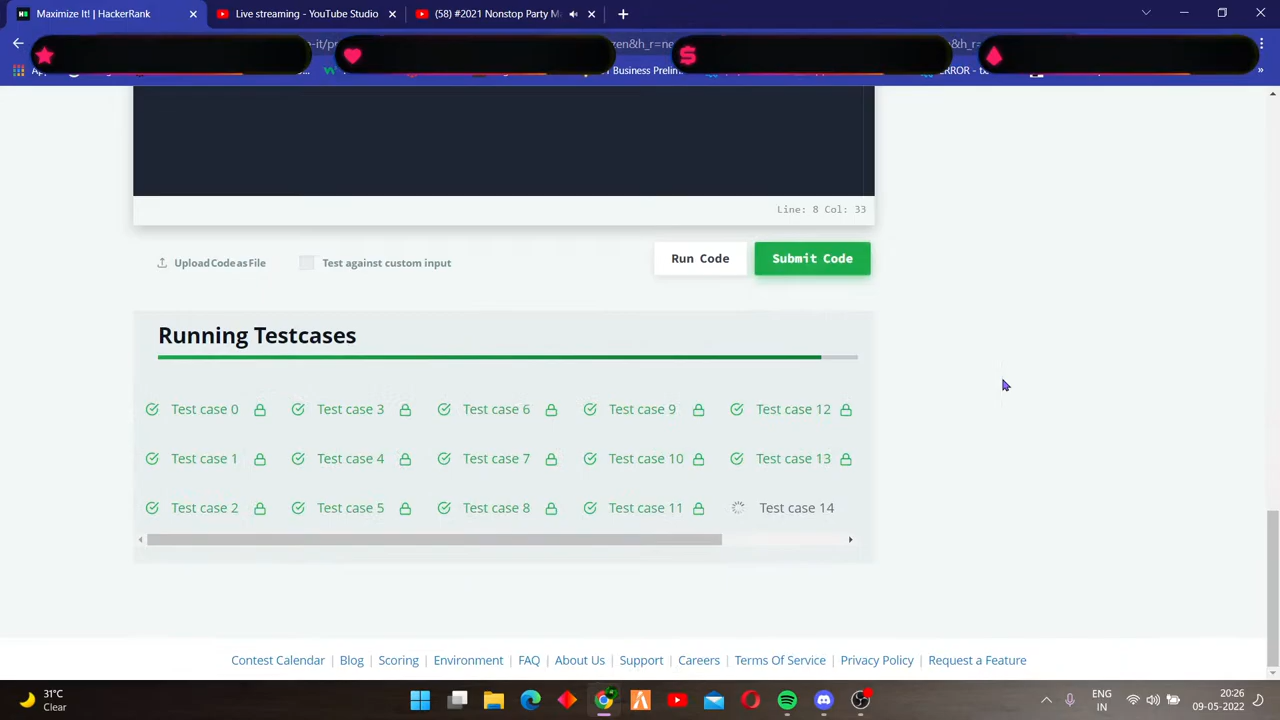 Maximize It! | HackerRank
Live streaming - YouTube Studio
(58) #2021 Nonstop Party M
Business Prelim
ERROR
Line: 8 Col: 33
Upload Code as File
Test against custom input
Run Code
Submit Code
Running Testcases
Test case 0
Test case 3
Test case 6
Test case 9
Test case 12
Test case 1
Test case 4
Test case 7
Test case 10
Test case 13
Test case 2
Test case 5
Test case 8
Test case 11
Test case 14
Contest Calendar | Blog | Scoring | Environment | FAQ | About Us | Support | Careers | Terms Of Service | Privacy Policy | Request a Feature
31°C
Clear
ENG
IN
20:26
09-05-2022